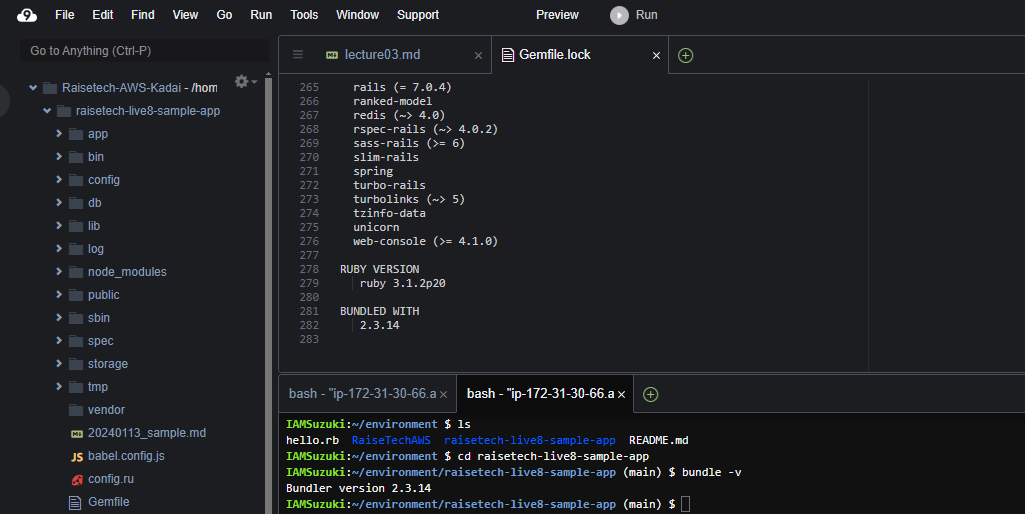 File Edit Find View Go Run Tools Window Support Preview Run
Go to Anything (Ctrl-P)
Raisetech-AWS-Kadai - /hom
raisetech-live8-sample-app
app
bin
config
db
lib
log
node_modules
public
sbin
spec
storage
tmp
vendor
20240113_sample.md
babel.config.js
config.ru
Gemfile
lecture03.md × Gemfile.lock ×
265 rails (= 7.0.4)
266 ranked-model
267 redis (~> 4.0)
268 rspec-rails (~> 4.0.2)
269 sass-rails (>= 6)
270 slim-rails
271 spring
272 turbo-rails
273 turbolinks (~> 5)
274 tzinfo-data
275 unicorn
276 web-console (>= 4.1.0)
277
278 RUBY VERSION
279 ruby 3.1.2p20
280
281 BUNDLED WITH
282 2.3.14
283
bash - "ip-172-31-30-66.a × bash - "ip-172-31-30-66.a ×
IAMSuzuki:~/environment $ ls
hello.rb RaiseTechAWS raisetech-live8-sample-app README.md
IAMSuzuki:~/environment $ cd raisetech-live8-sample-app
IAMSuzuki:~/environment/raisetech-live8-sample-app (main) $ bundle -v
Bundler version 2.3.14
IAMSuzuki:~/environment/raisetech-live8-sample-app (main) $